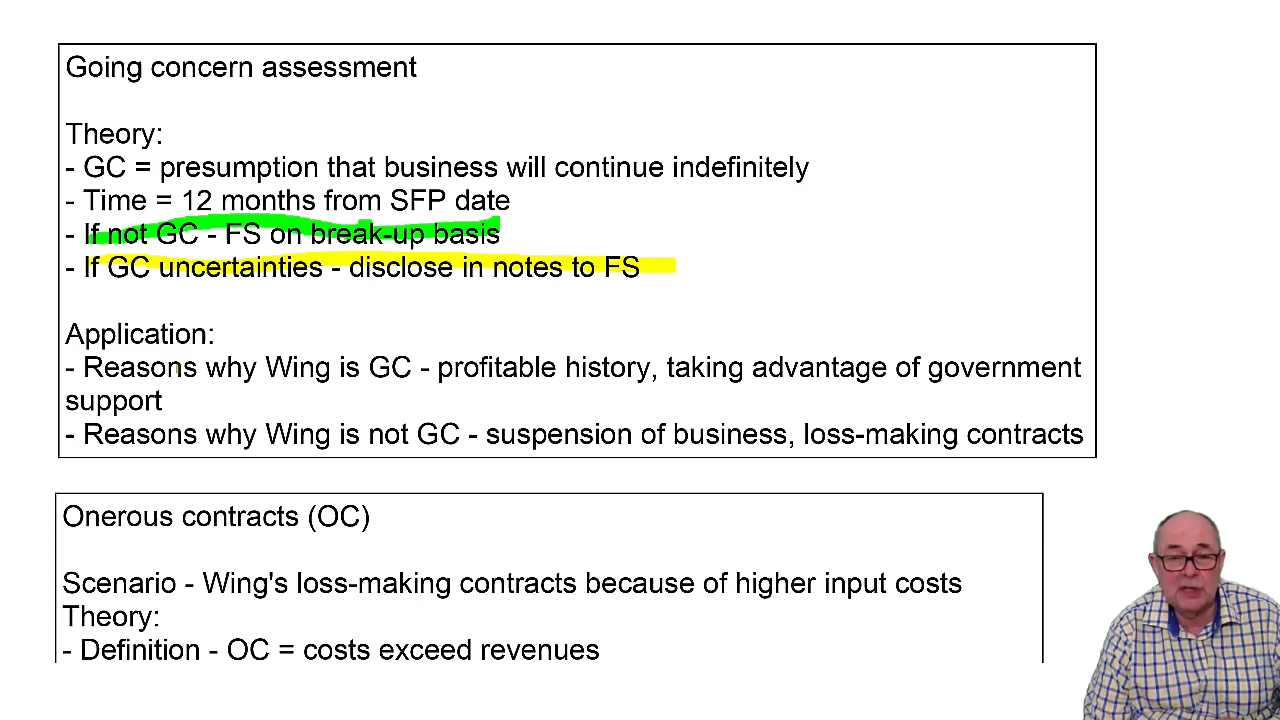 Going concern assessment
Theory:
- GC = presumption that business will continue indefinitely
- Time = 12 months from SFP date
- If not GC - FS on break-up basis
- If GC uncertainties - disclose in notes to FS
Application:
- Reasons why Wing is GC - profitable history, taking advantage of government
support
- Reasons why Wing is not GC - suspension of business, loss-making contracts
Onerous contracts (OC)
Scenario - Wing's loss-making contracts because of higher input costs
Theory:
- Definition - OC = costs exceed revenues